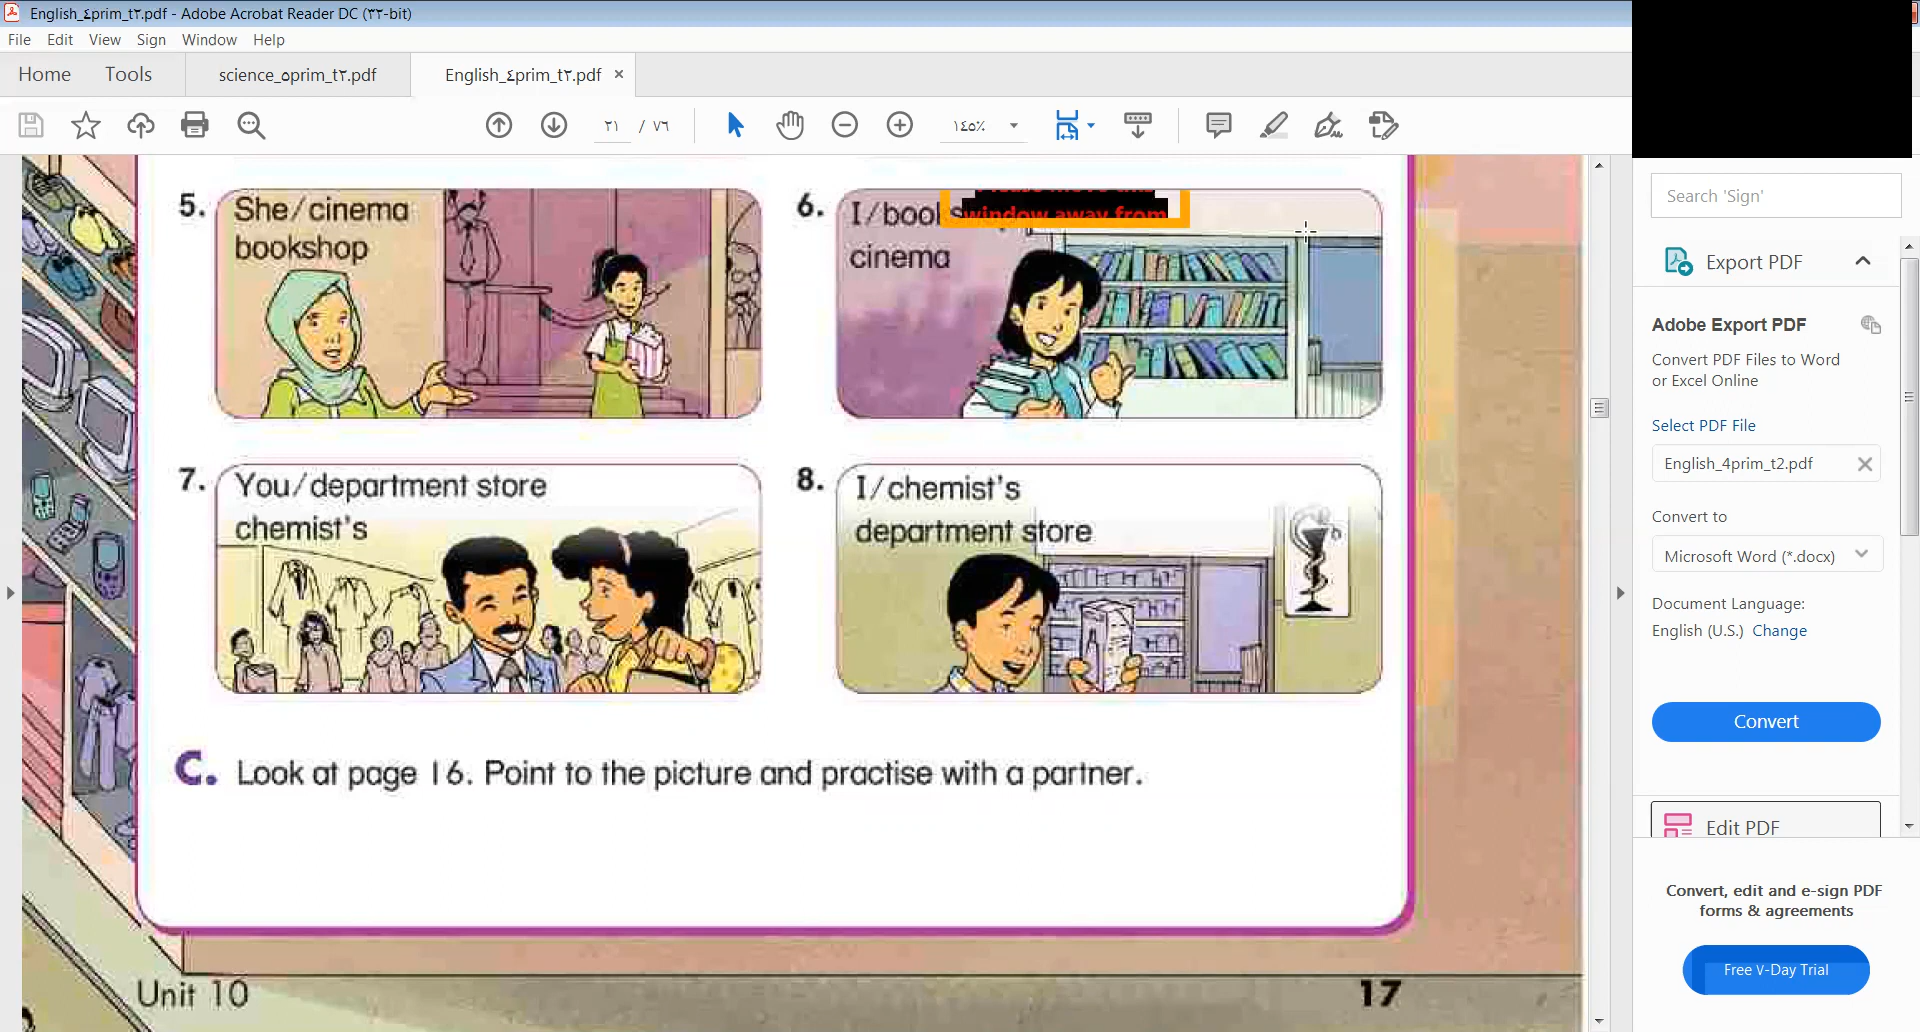 English_٤prim_t٢.pdf - Adobe Acrobat Reader DC (٣٢-bit)
File Edit View Sign Window Help
Home Tools science_٥prim_t٢.pdf English_٤prim_t٢.pdf ×
٢١ / ٧٦ ١٤٥٪
5. She/cinema
bookshop
6. I/books
window away from
cinema
7. You/department store
chemist's
8. I/chemist's
department store
C. Look at page 16. Point to the picture and practise with a partner.
Unit 10
17
Search 'Sign'
Export PDF
Adobe Export PDF
Convert PDF Files to Word
or Excel Online
Select PDF File
English_4prim_t2.pdf
Convert to
Microsoft Word (*.docx)
Document Language:
English (U.S.) Change
Convert
Edit PDF
Convert, edit and e-sign PDF
forms & agreements
Free V-Day Trial